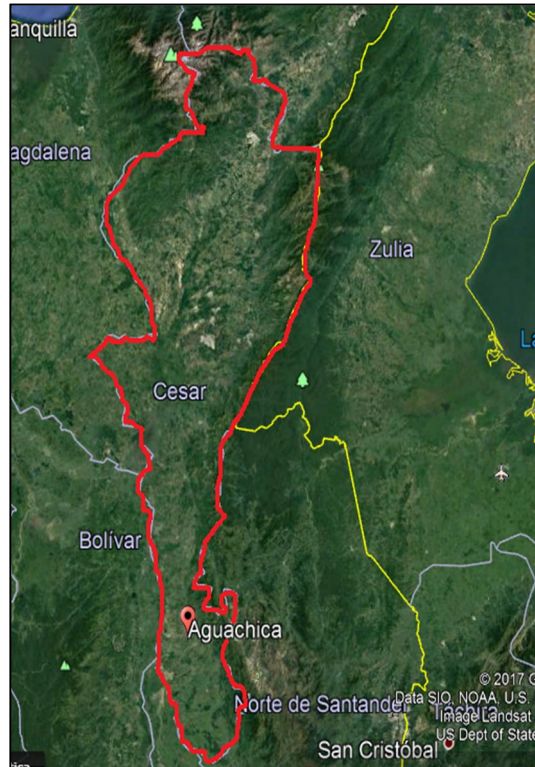 anquilla
agdalena
Zulia
La
Cesar
Bolívar
Aguachica
© 2017 G
Norte de Santander
Data SIO, NOAA, U.S.
Táchira
Image Landsat
US Dept of State
San Cristóbal